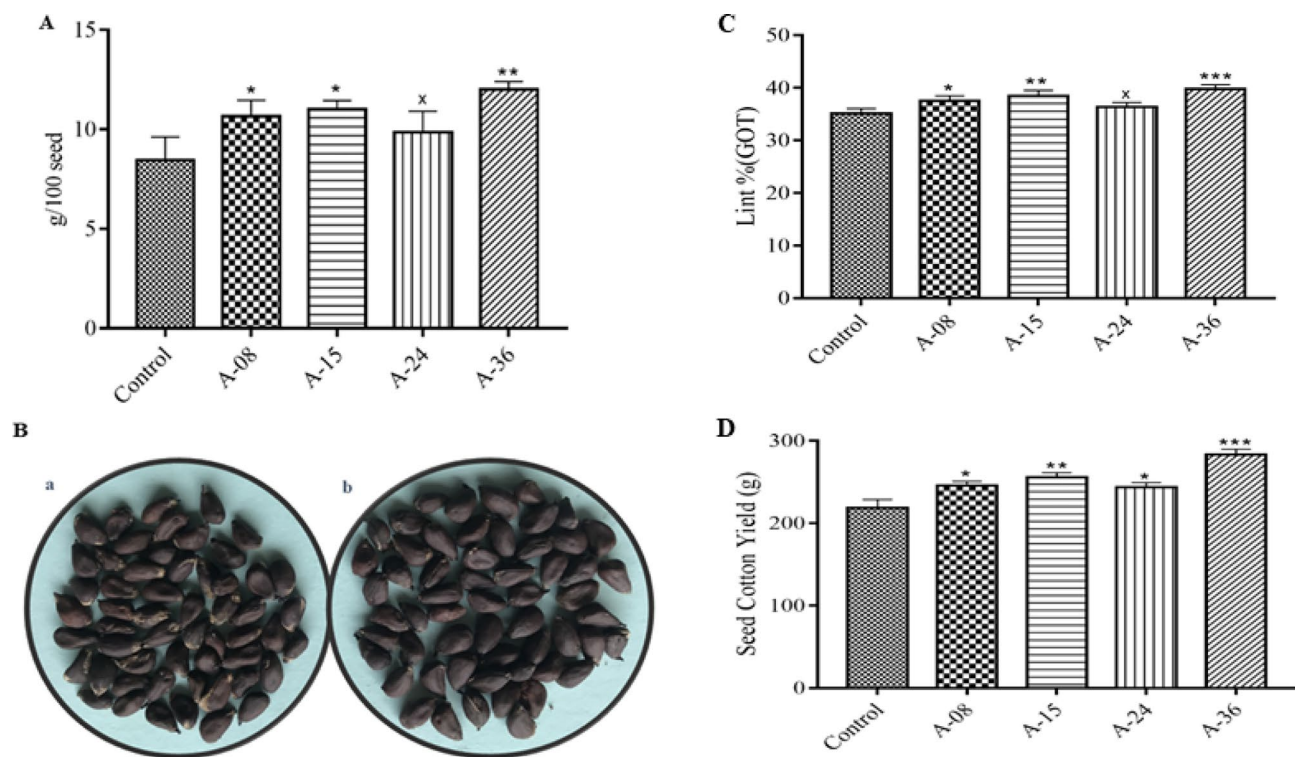 A
15
10
5
0
g/100 seed
*
*
x
**
Control
A-08
A-15
A-24
A-36
B
a
b
C
50
40
30
20
10
0
Lint %(GOT)
*
**
x
***
Control
A-08
A-15
A-24
A-36
D
300
200
100
0
Seed Cotton Yield (g)
*
**
*
***
Control
A-08
A-15
A-24
A-36